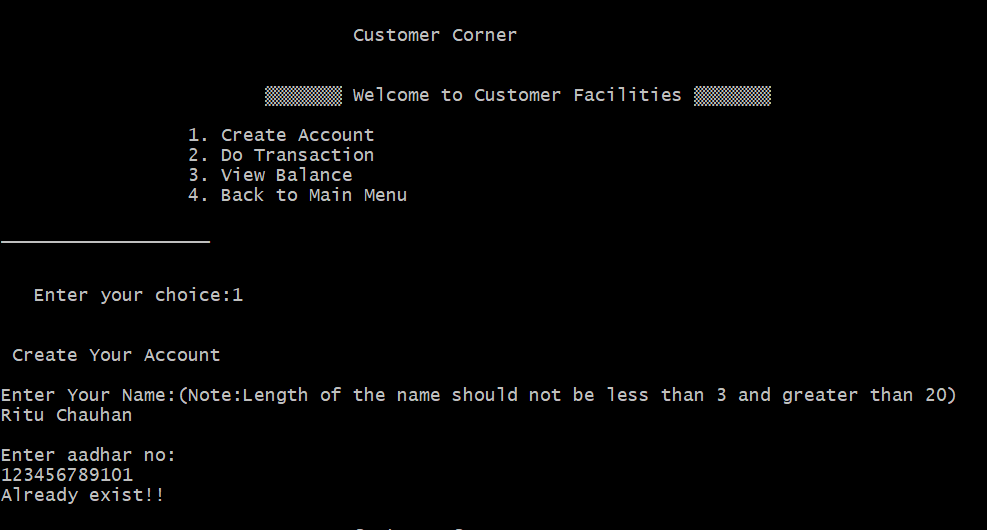 Customer Corner
▒▒▒▒▒▒▒ Welcome to Customer Facilities ▒▒▒▒▒▒▒
1. Create Account
2. Do Transaction
3. View Balance
4. Back to Main Menu
___________________
Enter your choice:1
Create Your Account
Enter Your Name:(Note:Length of the name should not be less than 3 and greater than 20)
Ritu Chauhan
Enter aadhar no:
123456789101
Already exist!!